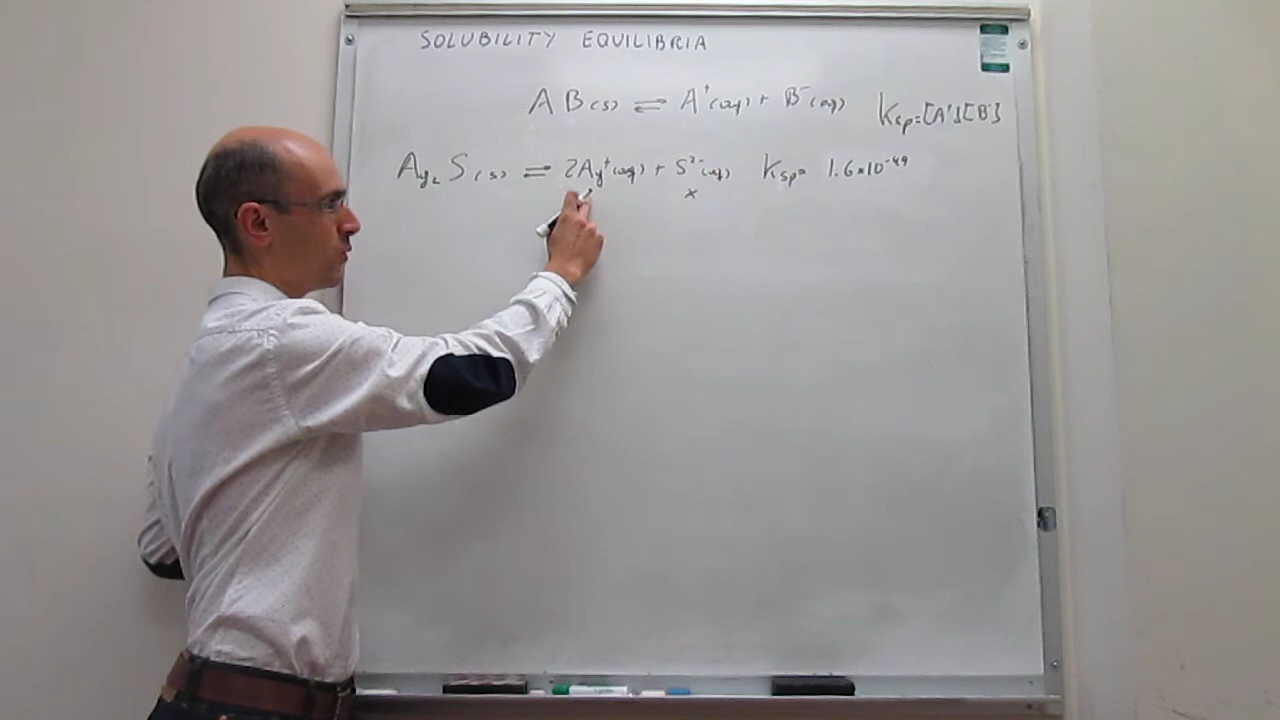 SOLUBILITY EQUILIBRIA
AB(s) ⇌ A⁺(aq) + B⁻(aq) Ksp=[A⁺][B⁻]
Ag₂S(s) ⇌ 2Ag⁺(aq) + S²⁻(aq) Ksp= 1.6×10⁻⁴⁹
x